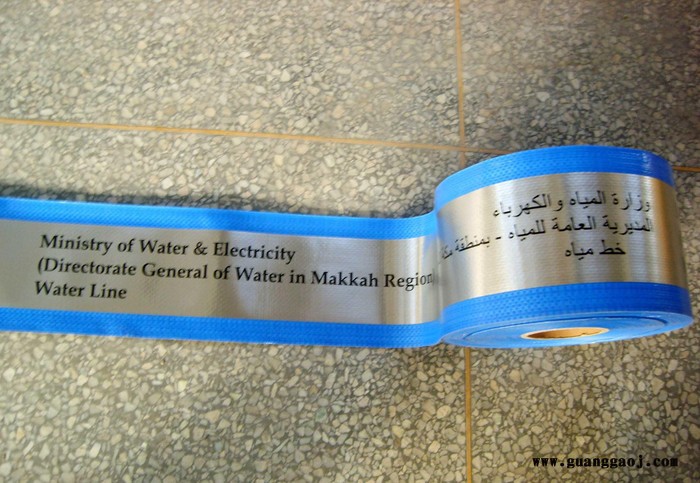 Ministry of Water & Electricity
(Directorate General of Water in Makkah Region
Water Line
وزارة المياه والكهرباء
المديرية العامة للمياه - بمنطقة
خط مياه
www.guanggaoj.com